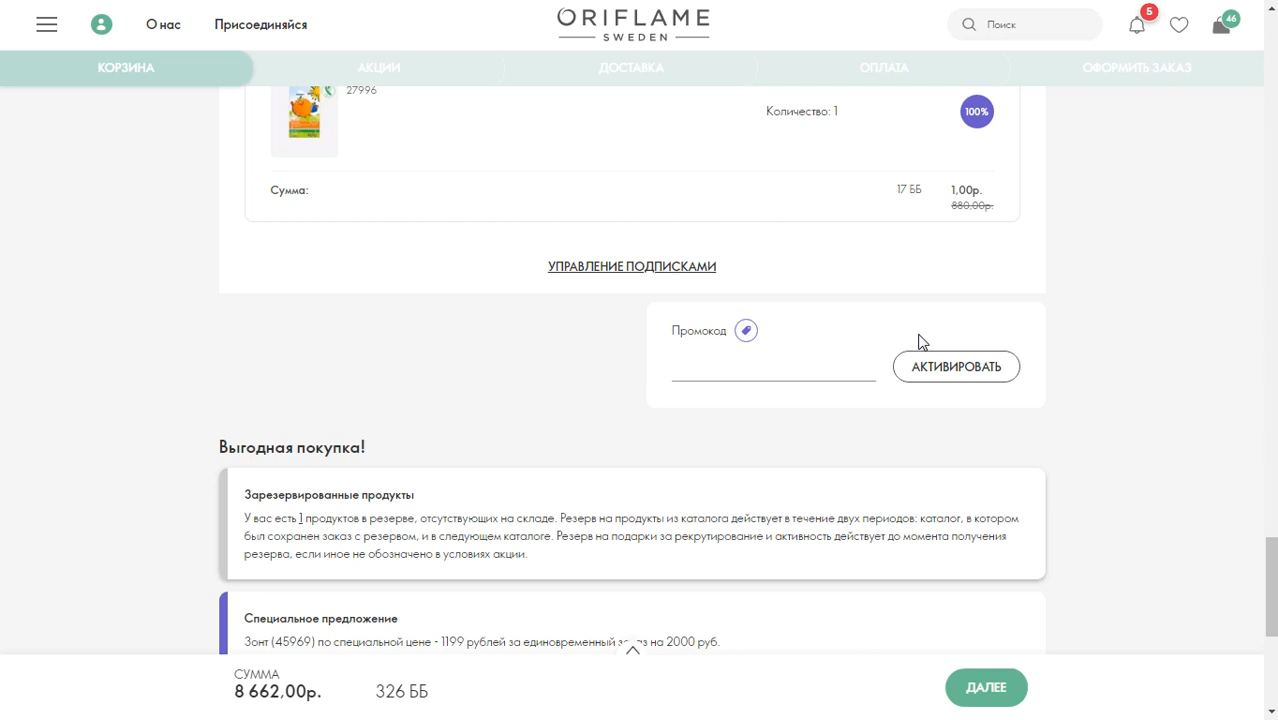 О нас
Присоединяйся
ORIFLAME
SWEDEN
Поиск
5
46
КОРЗИНА
АКЦИИ
ДОСТАВКА
ОПЛАТА
ОФОРМИТЬ ЗАКАЗ
27996
Количество: 1
100%
Сумма:
17 ББ
1,00р.
880,00р.
УПРАВЛЕНИЕ ПОДПИСКАМИ
Промокод
АКТИВИРОВАТЬ
Выгодная покупка!
Зарезервированные продукты
У вас есть 1 продуктов в резерве, отсутствующих на складе. Резерв на продукты из каталога действует в течение двух периодов: каталог, в котором
был сохранен заказ с резервом, и в следующем каталоге. Резерв на подарки за рекрутирование и активность действует до момента получения
резерва, если иное не обозначено в условиях акции.
Специальное предложение
Зонт (45969) по специальной цене - 1199 рублей за единовременный заказ на 2000 руб.
СУММА
8 662,00р.
326 ББ
ДАЛЕЕ